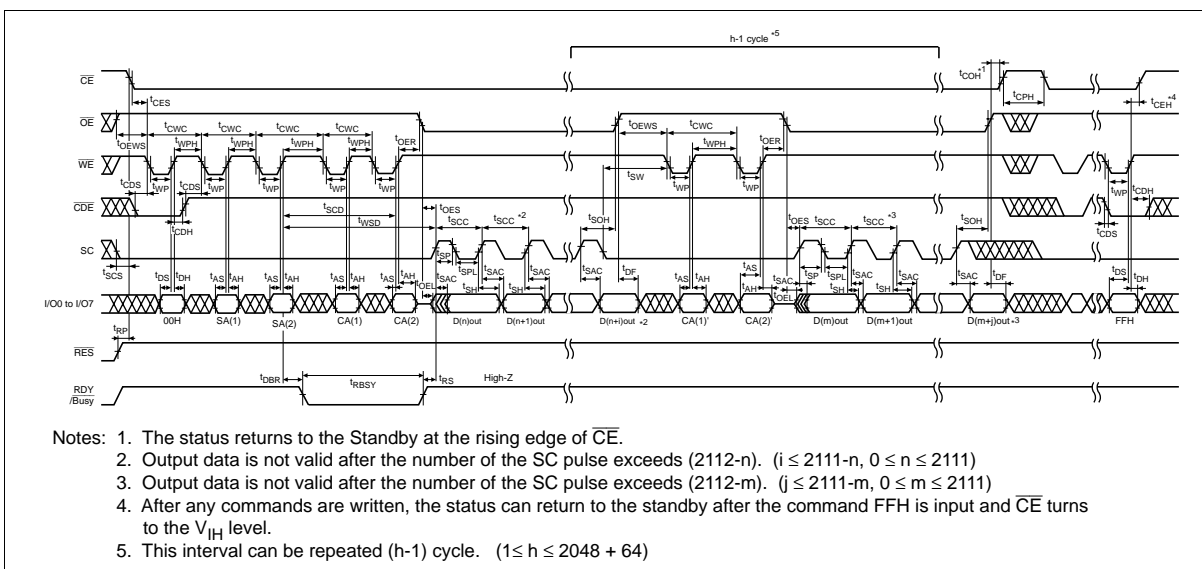 h-1 cycle *5
CE
tCOH*1
tCPH
tCEH*4
tCES
OE
tOEWS
tCWC tCWC tCWC tCWC
tWPH tWPH tWPH tWPH
tOER
tOEWS tCWC
tWPH
tOER
WE
tWP tWP tWP tWP tWP
tSW
tWP tWP
tWP
tCDS tCDS
CDE
tCDH
tSCD
tWSD
tOES
tSCC tSCC *2
tSOH
tOES tSCC tSCC *3
tSOH
tCDH
tCDS
SC
tSCS
tSP tSPL
tSP tSPL
tDS tDH tAS tAH tAS tAH tAS tAH tAS tAH
tOEL
tSAC tSAC tSAC
tSH tSH
tSAC tDF
tAS tAH tAS tAH
tSAC tOEL
tSAC tSAC
tSH tSH
tSAC tDF
tDS tDH
I/O0 to I/O7
00H SA(1) SA(2) CA(1) CA(2) D(n)out D(n+1)out D(n+i)out *2 CA(1)' CA(2)' D(m)out D(m+1)out D(m+j)out *3 FFH
tRP
RES
tDBR tRBSY tRS High-Z
RDY
/Busy
Notes: 1. The status returns to the Standby at the rising edge of CE.
2. Output data is not valid after the number of the SC pulse exceeds (2112-n). (i ≤ 2111-n, 0 ≤ n ≤ 2111)
3. Output data is not valid after the number of the SC pulse exceeds (2112-m). (j ≤ 2111-m, 0 ≤ m ≤ 2111)
4. After any commands are written, the status can return to the standby after the command FFH is input and CE turns
to the VIH level.
5. This interval can be repeated (h-1) cycle. (1≤ h ≤ 2048 + 64)